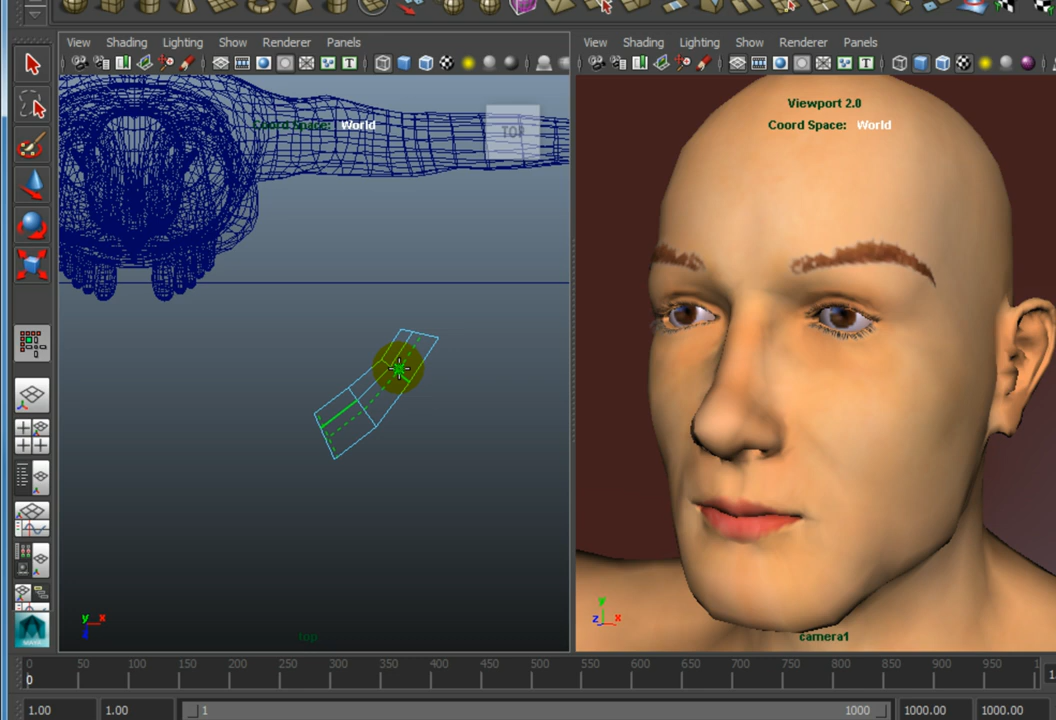 View Shading Lighting Show Renderer Panels
View Shading Lighting Show Renderer Panels
T
T
Coord Space: World
TOP
Viewport 2.0
Coord Space: World
top
camera1
y x
y z x
0 50 100 150 200 250 300 350 400 450 500 550 600 650 700 750 800 850 900 950 1
0
1.00 1.00 1 1000 1000.00 1000.00